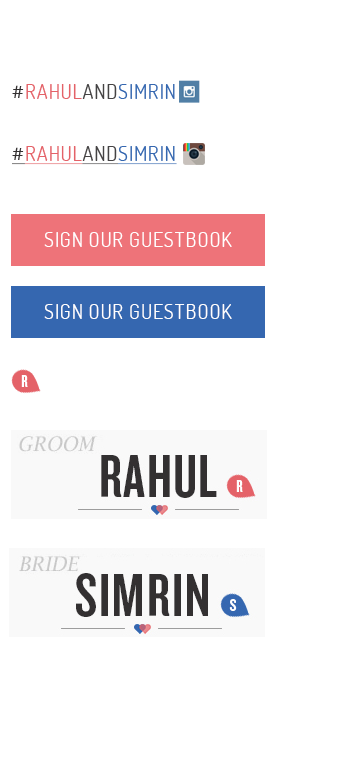 #RAHULANDSIMRIN
#RAHULANDSIMRIN
SIGN OUR GUESTBOOK
SIGN OUR GUESTBOOK
R
GROOM
RAHUL R
BRIDE
SIMRIN S